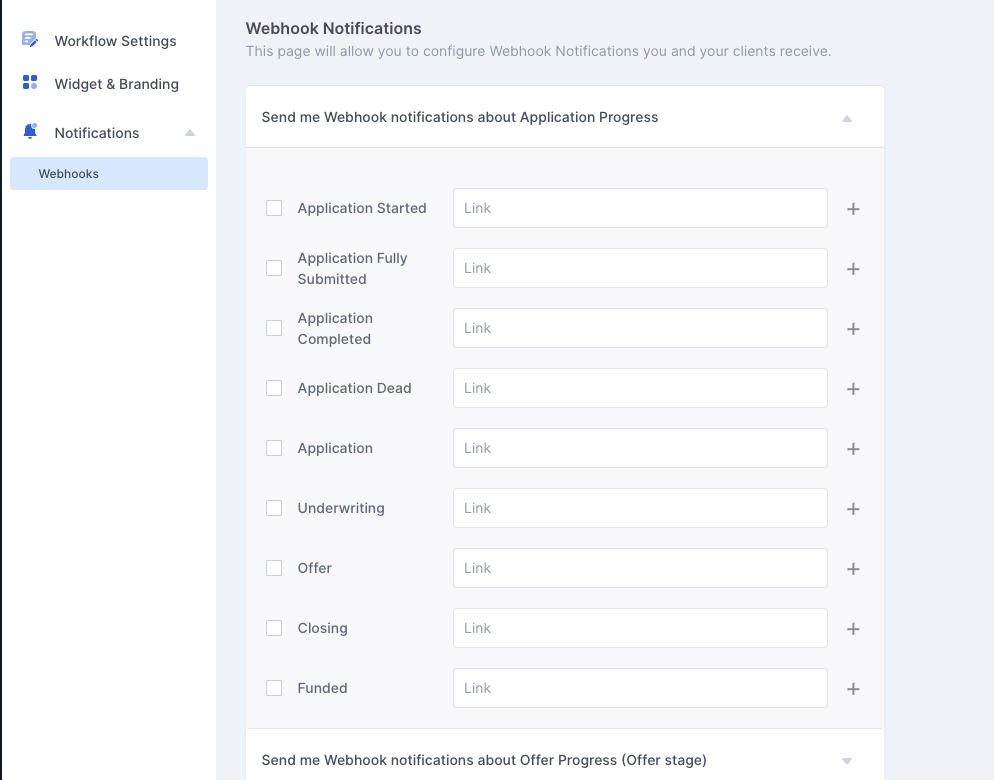 Workflow Settings
Widget & Branding
Notifications
Webhooks
Webhook Notifications
This page will allow you to configure Webhook Notifications you and your clients receive.
Send me Webhook notifications about Application Progress
Application Started
Link
Application Fully
Submitted
Link
Application
Completed
Link
Application Dead
Link
Application
Link
Underwriting
Link
Offer
Link
Closing
Link
Funded
Link
Send me Webhook notifications about Offer Progress (Offer stage)